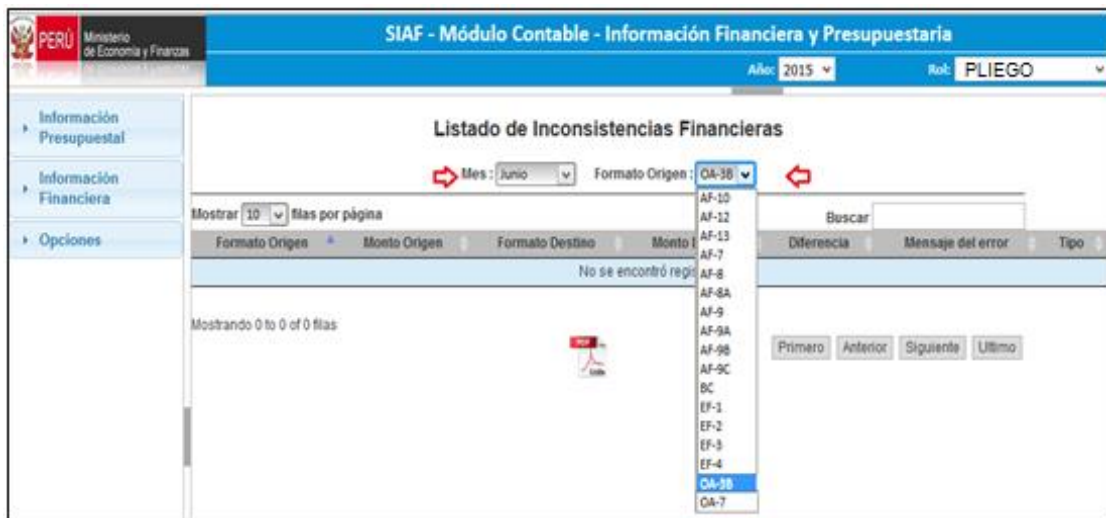 PERÚ Ministerio de Economía y Finanzas
SIAF - Módulo Contable - Información Financiera y Presupuestaria
Año: 2015 Rol: PLIEGO
Información Presupuestal
Información Financiera
Opciones
Listado de Inconsistencias Financieras
Mes : Junio Formato Origen : OA-3B
Mostrar 10 filas por página
Buscar
Formato Origen Monto Origen Formato Destino Monto Diferencia Mensaje del error Tipo
No se encontró regis
AF-10
AF-12
AF-13
AF-7
AF-8
AF-8A
AF-9
AF-9A
AF-9B
AF-9C
BC
EF-1
EF-2
EF-3
EF-4
OA-3B
OA-7
Mostrando 0 to 0 of 0 filas
PDF
Primero Anterior Siguiente Ultimo